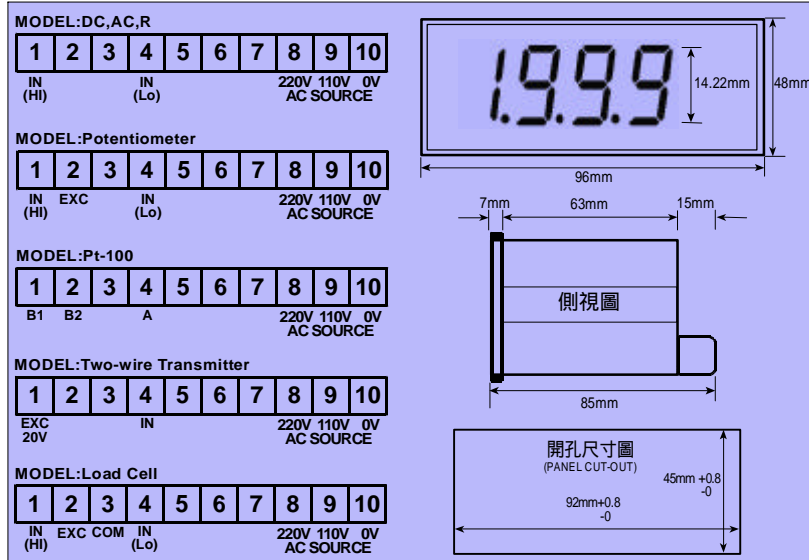 MODEL:DC,AC,R
1 2 3 4 5 6 7 8 9 10
IN IN 220V 110V 0V
(HI) (Lo) AC SOURCE
MODEL:Potentiometer
1 2 3 4 5 6 7 8 9 10
IN EXC IN 220V 110V 0V
(HI) (Lo) AC SOURCE
MODEL:Pt-100
1 2 3 4 5 6 7 8 9 10
B1 B2 A 220V 110V 0V
AC SOURCE
MODEL:Two-wire Transmitter
1 2 3 4 5 6 7 8 9 10
EXC IN 220V 110V 0V
20V AC SOURCE
MODEL:Load Cell
1 2 3 4 5 6 7 8 9 10
IN EXC COM IN 220V 110V 0V
(HI) (Lo) AC SOURCE
1.9.9.9
14.22mm
48mm
96mm
7mm 63mm 15mm
側視圖
85mm
開孔尺寸圖
(PANEL CUT-OUT)
45mm +0.8
-0
92mm+0.8
-0